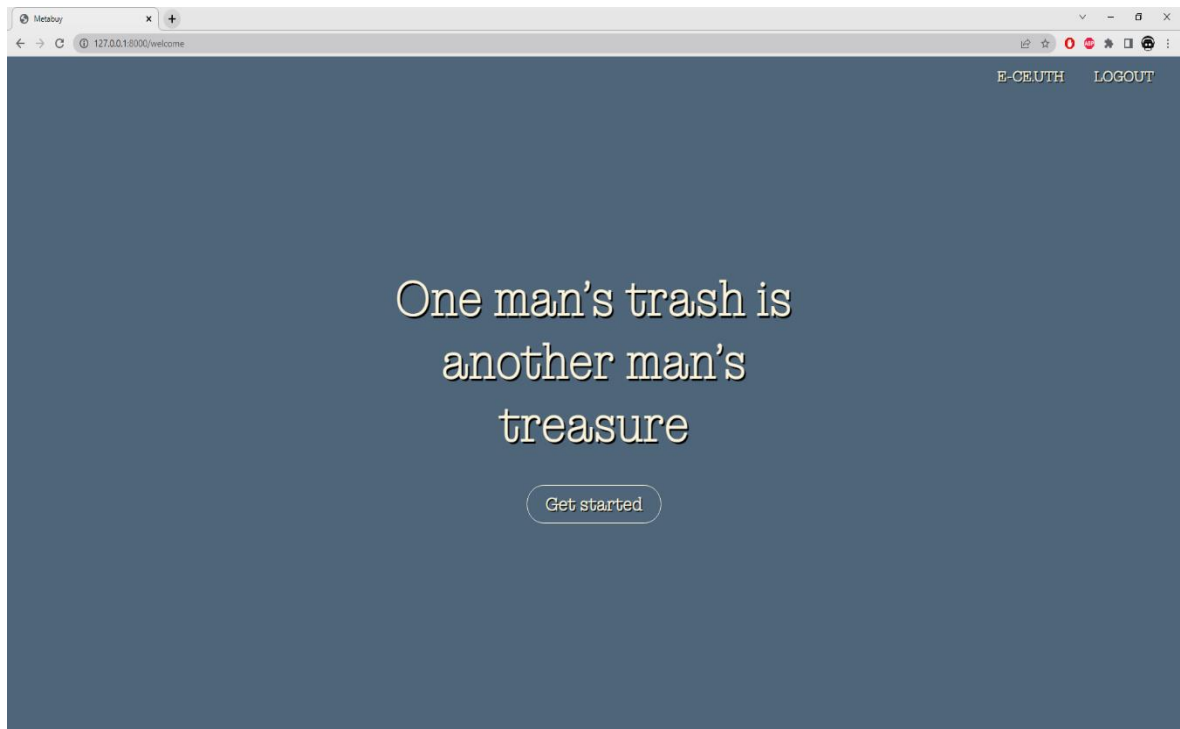 Metabuy
127.0.0.1:8000/welcome
E-CE.UTH LOGOUT
One man’s trash is
another man’s
treasure
Get started